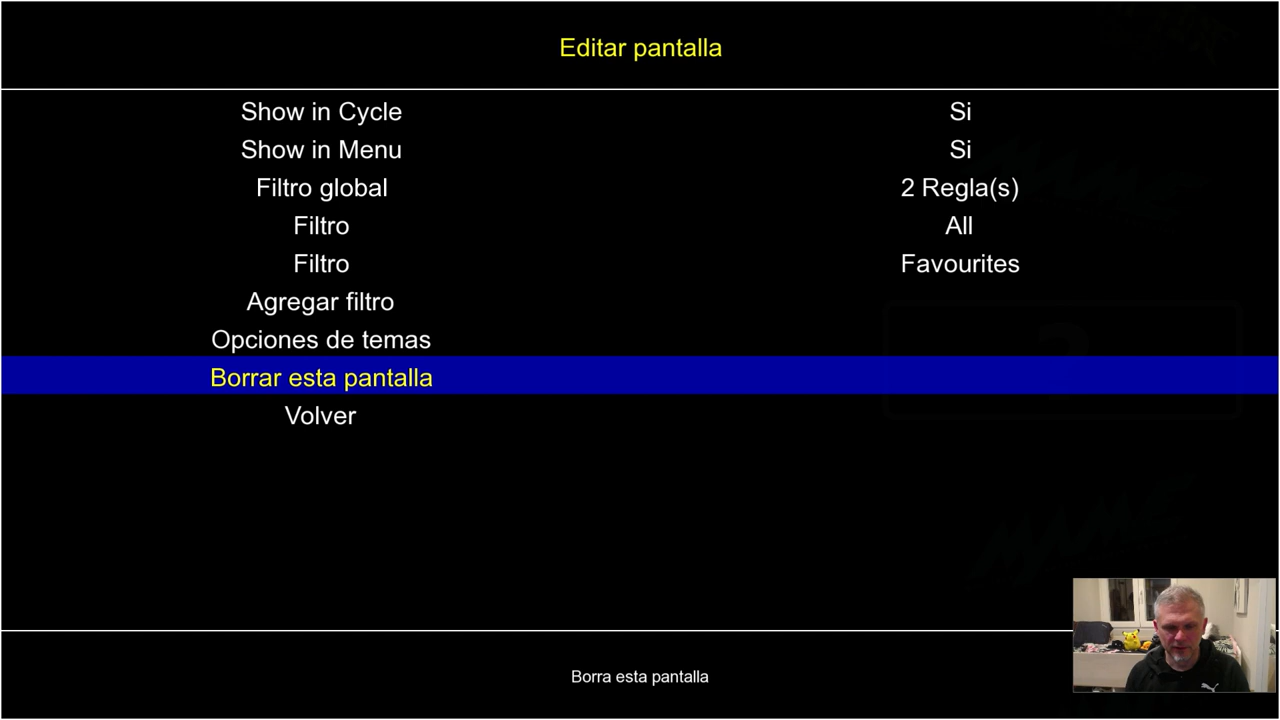 Editar pantalla
Show in Cycle Si
Show in Menu Si
Filtro global 2 Regla(s)
Filtro All
Filtro Favourites
Agregar filtro
Opciones de temas
Borrar esta pantalla
Volver
Borra esta pantalla